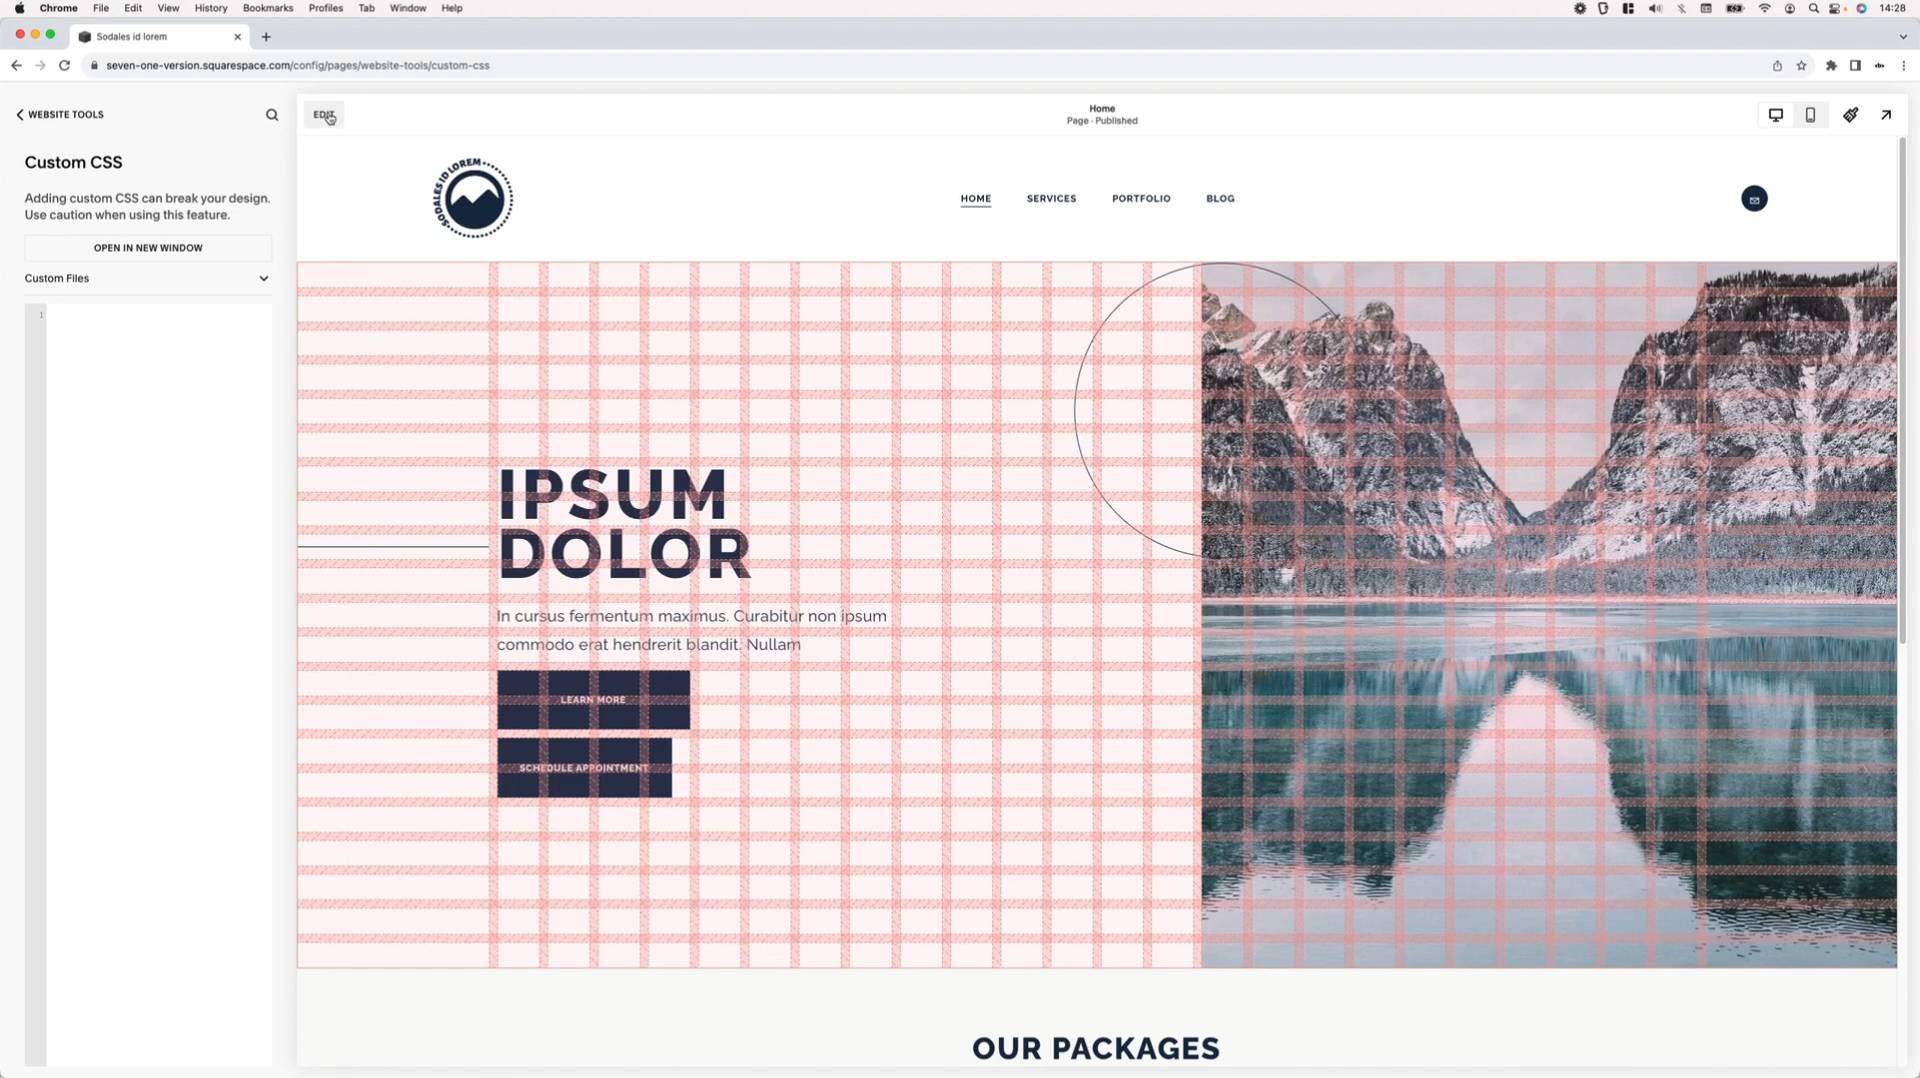 Chrome File Edit View History Bookmarks Profiles Tab Window Help 14:28
Sodales id lorem
seven-one-version.squarespace.com/config/pages/website-tools/custom-css
WEBSITE TOOLS
EDIT
Home
Page · Published
Custom CSS
Adding custom CSS can break your design.
Use caution when using this feature.
OPEN IN NEW WINDOW
Custom Files
1
SODALES ID LOREM
HOME SERVICES PORTFOLIO BLOG
IPSUM
DOLOR
In cursus fermentum maximus. Curabitur non ipsum
commodo erat hendrerit blandit. Nullam
LEARN MORE
SCHEDULE APPOINTMENT
OUR PACKAGES